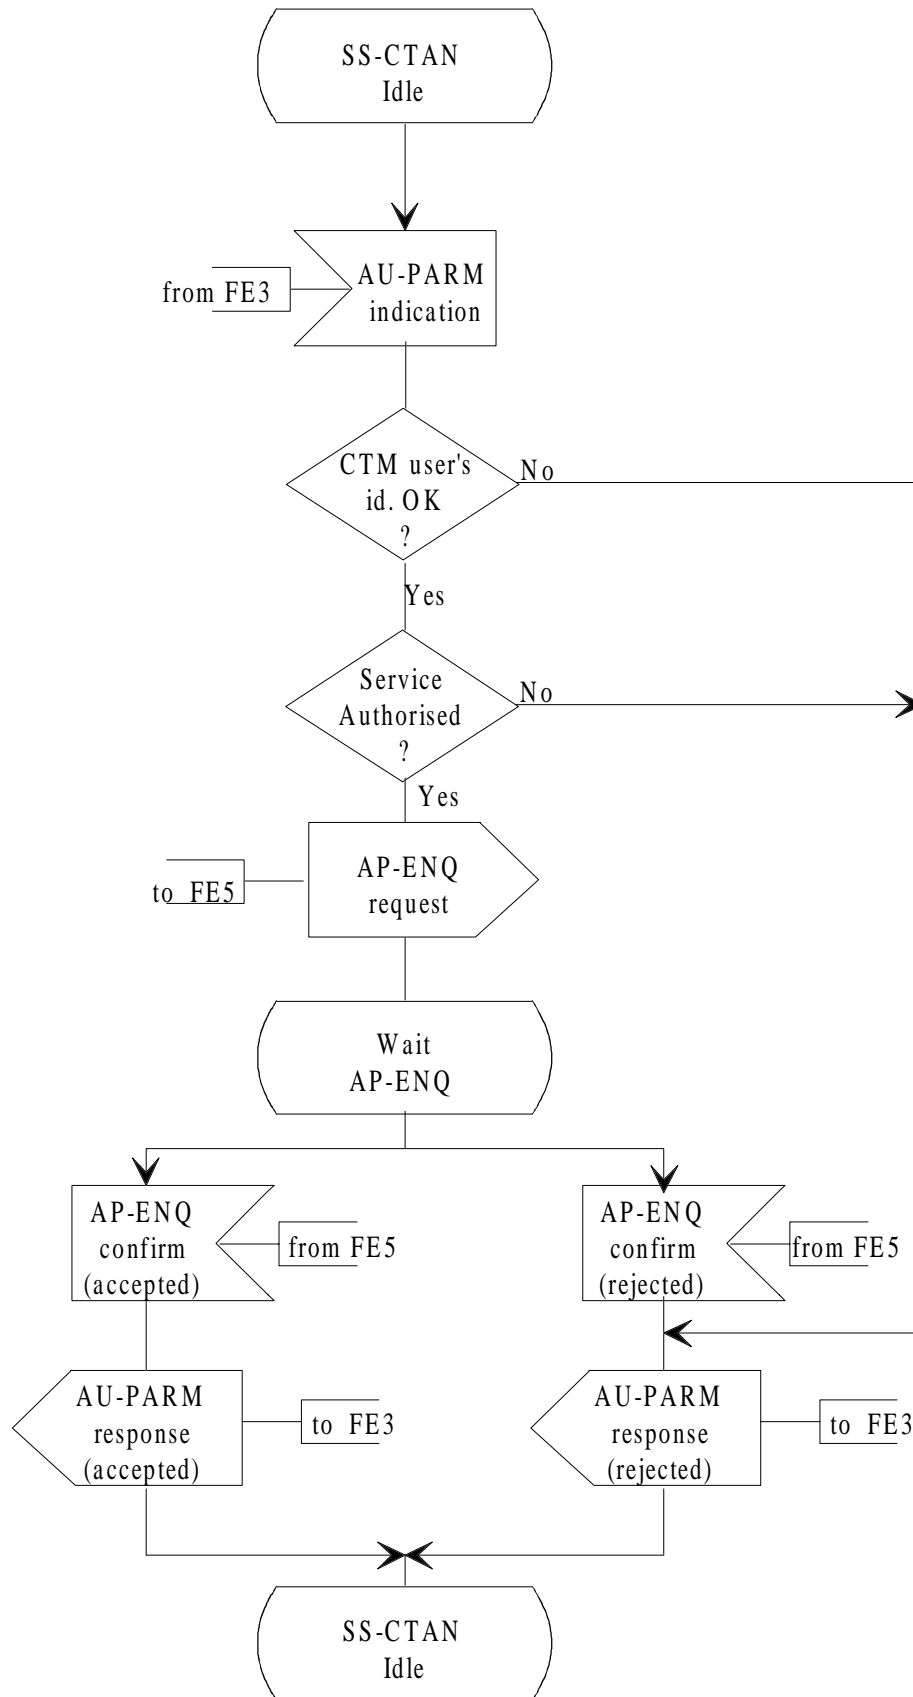 SS-CTAN
Idle
from FE3
AU-PARM
indication
CTM user's
id. OK
?
No
Yes
Service
Authorised
?
No
Yes
to FE5
AP-ENQ
request
Wait
AP-ENQ
AP-ENQ
confirm
(accepted)
from FE5
AP-ENQ
confirm
(rejected)
from FE5
AU-PARM
response
(accepted)
to FE3
AU-PARM
response
(rejected)
to FE3
SS-CTAN
Idle